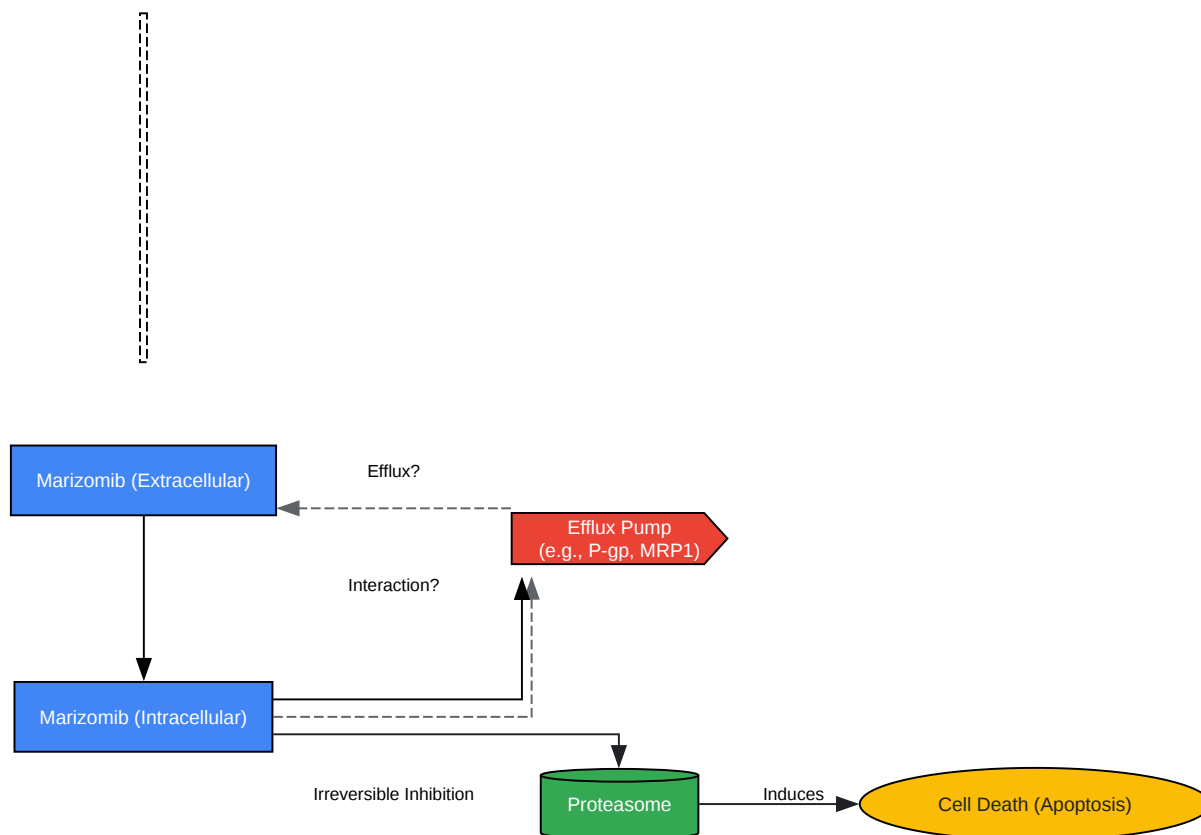 Marizomib (Extracellular)
Efflux?
Efflux Pump
(e.g., P-gp, MRP1)
Interaction?
Marizomib (Intracellular)
Irreversible Inhibition
Proteasome
Induces
Cell Death (Apoptosis)